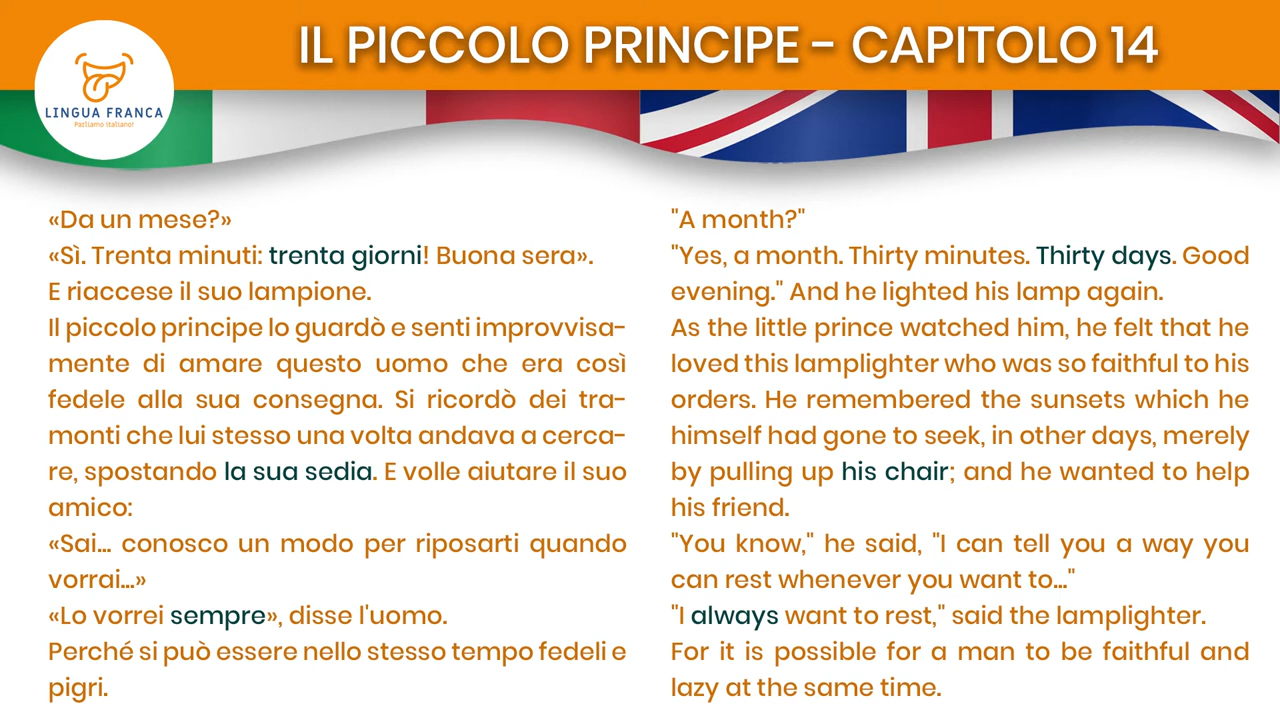 IL PICCOLO PRINCIPE - CAPITOLO 14
LINGUA FRANCA
Parliamo Italiano!
«Da un mese?»
«Sì. Trenta minuti: trenta giorni! Buona sera».
E riaccese il suo lampione.
Il piccolo principe lo guardò e senti improvvisa-
mente di amare questo uomo che era così
fedele alla sua consegna. Si ricordò dei tra-
monti che lui stesso una volta andava a cerca-
re, spostando la sua sedia. E volle aiutare il suo
amico:
«Sai... conosco un modo per riposarti quando
vorrai...»
«Lo vorrei sempre», disse l'uomo.
Perché si può essere nello stesso tempo fedeli e
pigri.
"A month?"
"Yes, a month. Thirty minutes. Thirty days. Good
evening." And he lighted his lamp again.
As the little prince watched him, he felt that he
loved this lamplighter who was so faithful to his
orders. He remembered the sunsets which he
himself had gone to seek, in other days, merely
by pulling up his chair; and he wanted to help
his friend.
"You know," he said, "I can tell you a way you
can rest whenever you want to..."
"I always want to rest," said the lamplighter.
For it is possible for a man to be faithful and
lazy at the same time.